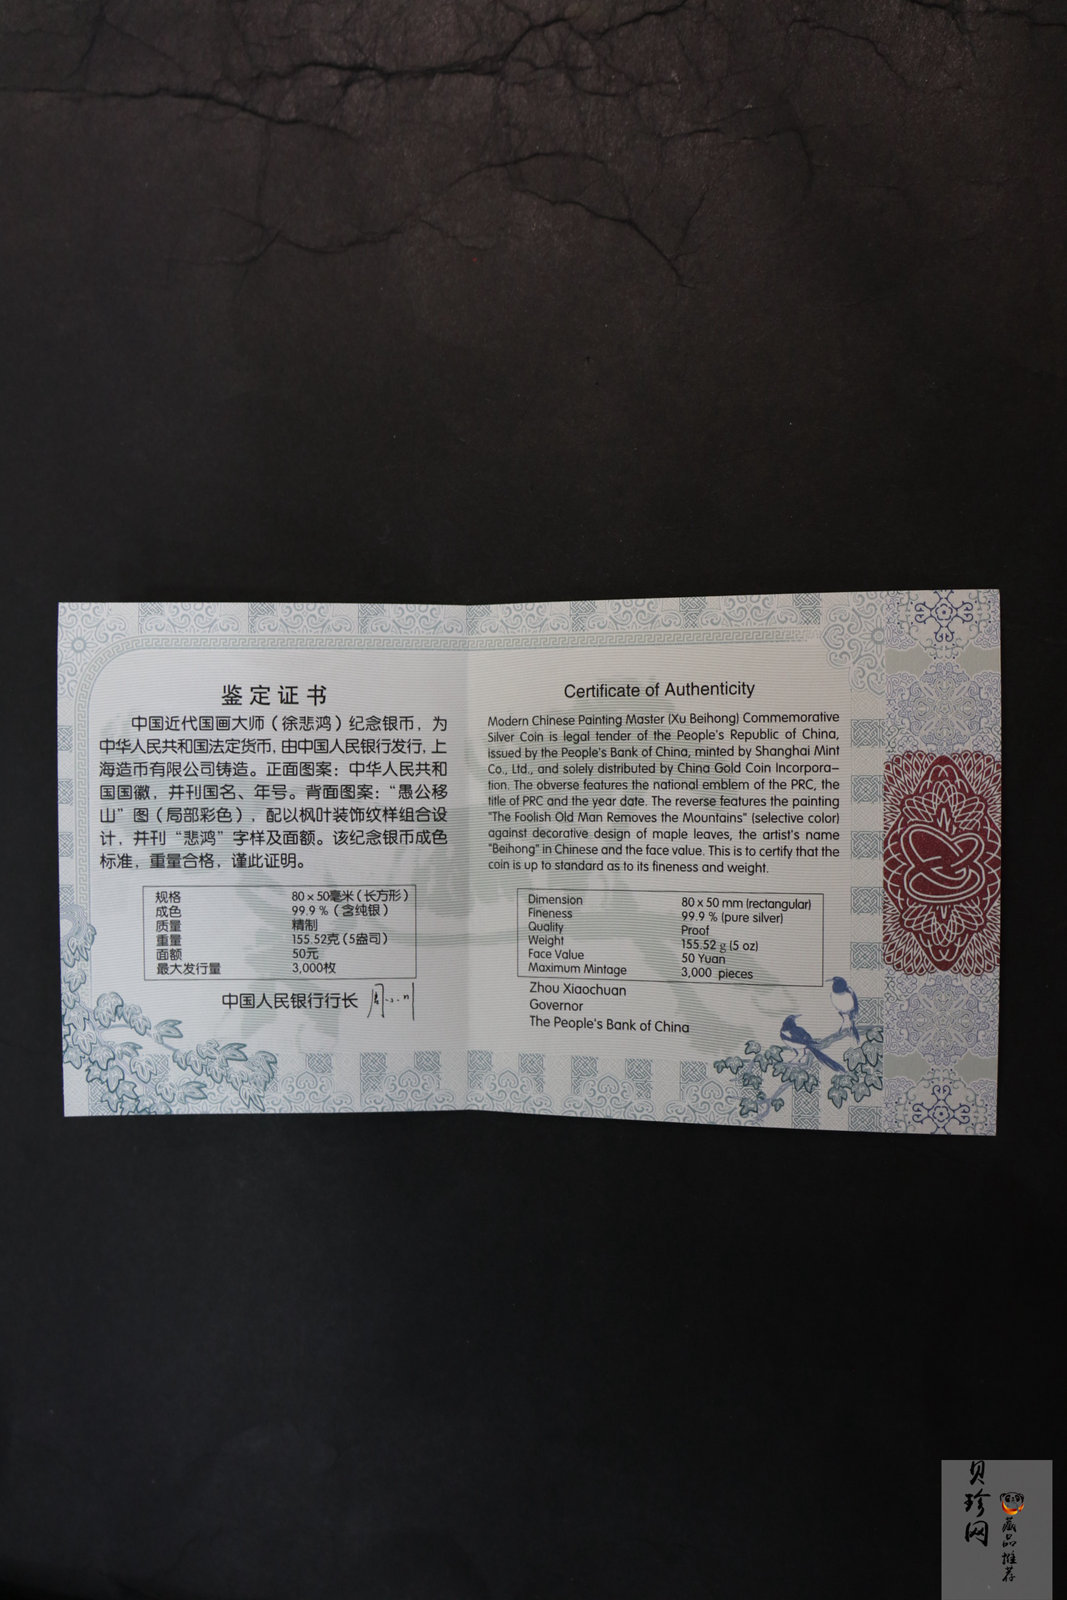 鉴定证书
中国近代国画大师（徐悲鸿）纪念银币，为
中华人民共和国法定货币，由中国人民银行发行，上
海造币有限公司铸造。正面图案：中华人民共和
国国徽，并刊国名、年号。背面图案：“愚公移
山”图（局部彩色），配以枫叶装饰纹样组合设
计，并刊“悲鸿”字样及面额。该纪念银币成色
标准，重量合格，谨此证明。
规格 80×50毫米（长方形）
成色 99.9%（含纯银）
质量 精制
重量 155.52克（5盎司）
面额 50元
最大发行量 3,000枚
中国人民银行行长
Certificate of Authenticity
Modern Chinese Painting Master (Xu Beihong) Commemorative
Silver Coin is legal tender of the People's Republic of China,
issued by the People's Bank of China, minted by Shanghai Mint
Co., Ltd., and solely distributed by China Gold Coin Incorpora-
tion. The obverse features the national emblem of the PRC, the
title of PRC and the year date. The reverse features the painting
"The Foolish Old Man Removes the Mountains" (selective color)
against decorative design of maple leaves, the artist's name
"Beihong" in Chinese and the face value. This is to certify that the
coin is up to standard as to its fineness and weight.
Dimension 80 x 50 mm (rectangular)
Fineness 99.9 % (pure silver)
Quality Proof
Weight 155.52 g (5 oz)
Face Value 50 Yuan
Maximum Mintage 3,000 pieces
Zhou Xiaochuan
Governor
The People's Bank of China
贝珍网
藏品推荐